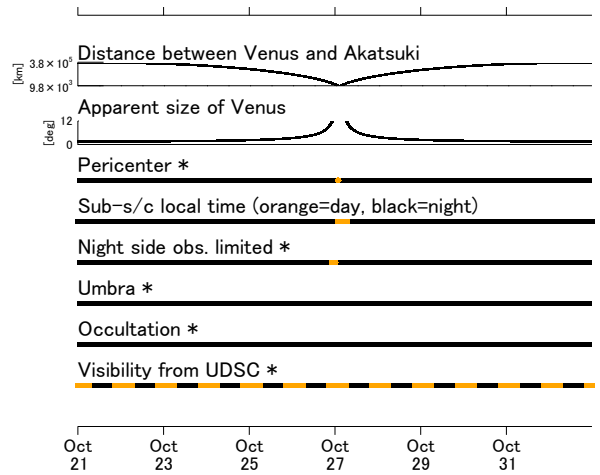 Distance between Venus and Akatsuki
3.8 × 10⁵
[km]
9.8 × 10³
Apparent size of Venus
12
[deg]
0
Pericenter *
Sub-s/c local time (orange=day, black=night)
Night side obs. limited *
Umbra *
Occultation *
Visibility from UDSC *
Oct Oct Oct Oct Oct Oct
21 23 25 27 29 31